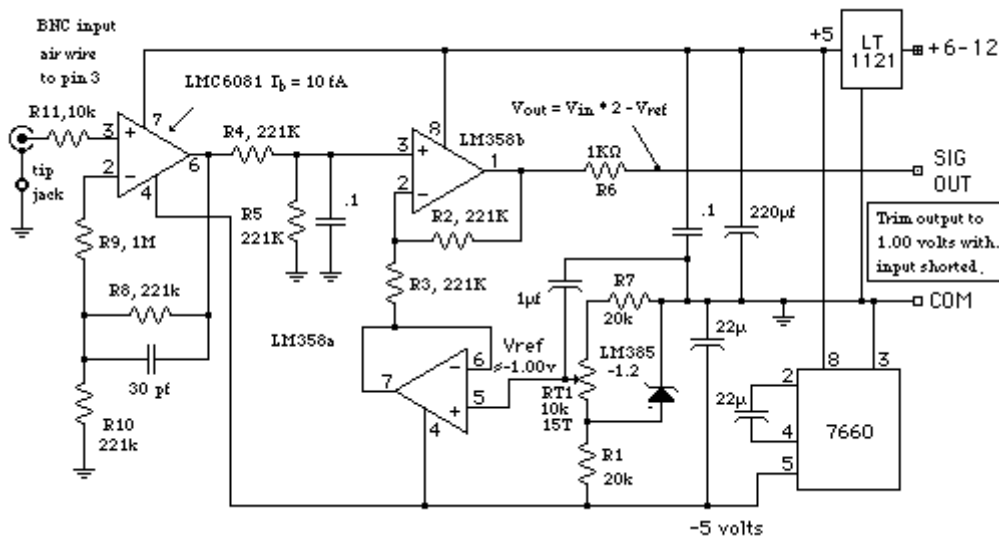 BNC input
air wire
to pin 3
LMC6081 Ib = 10 fA
R11,10k
tip
jack
3
+
2
-
7
4
6
R4, 221K
R5
221K
.1
R9, 1M
R8, 221k
30 pf
R10
221k
3
+
2
-
8
1
LM358b
R2, 221K
R3, 221K
LM358a
7
6
-
5
+
4
Vref
≤-1.00v
Vout = Vin * 2 - Vref
1KΩ
R6
1µf
R7
20k
LM385
-1.2
RT1
10k
15T
R1
20k
.1
220µf
22µ
22µ
+5
LT
1121
+6-12
SIG
OUT
Trim output to
1.00 volts with
input shorted.
COM
8
3
2
4
5
7660
-5 volts